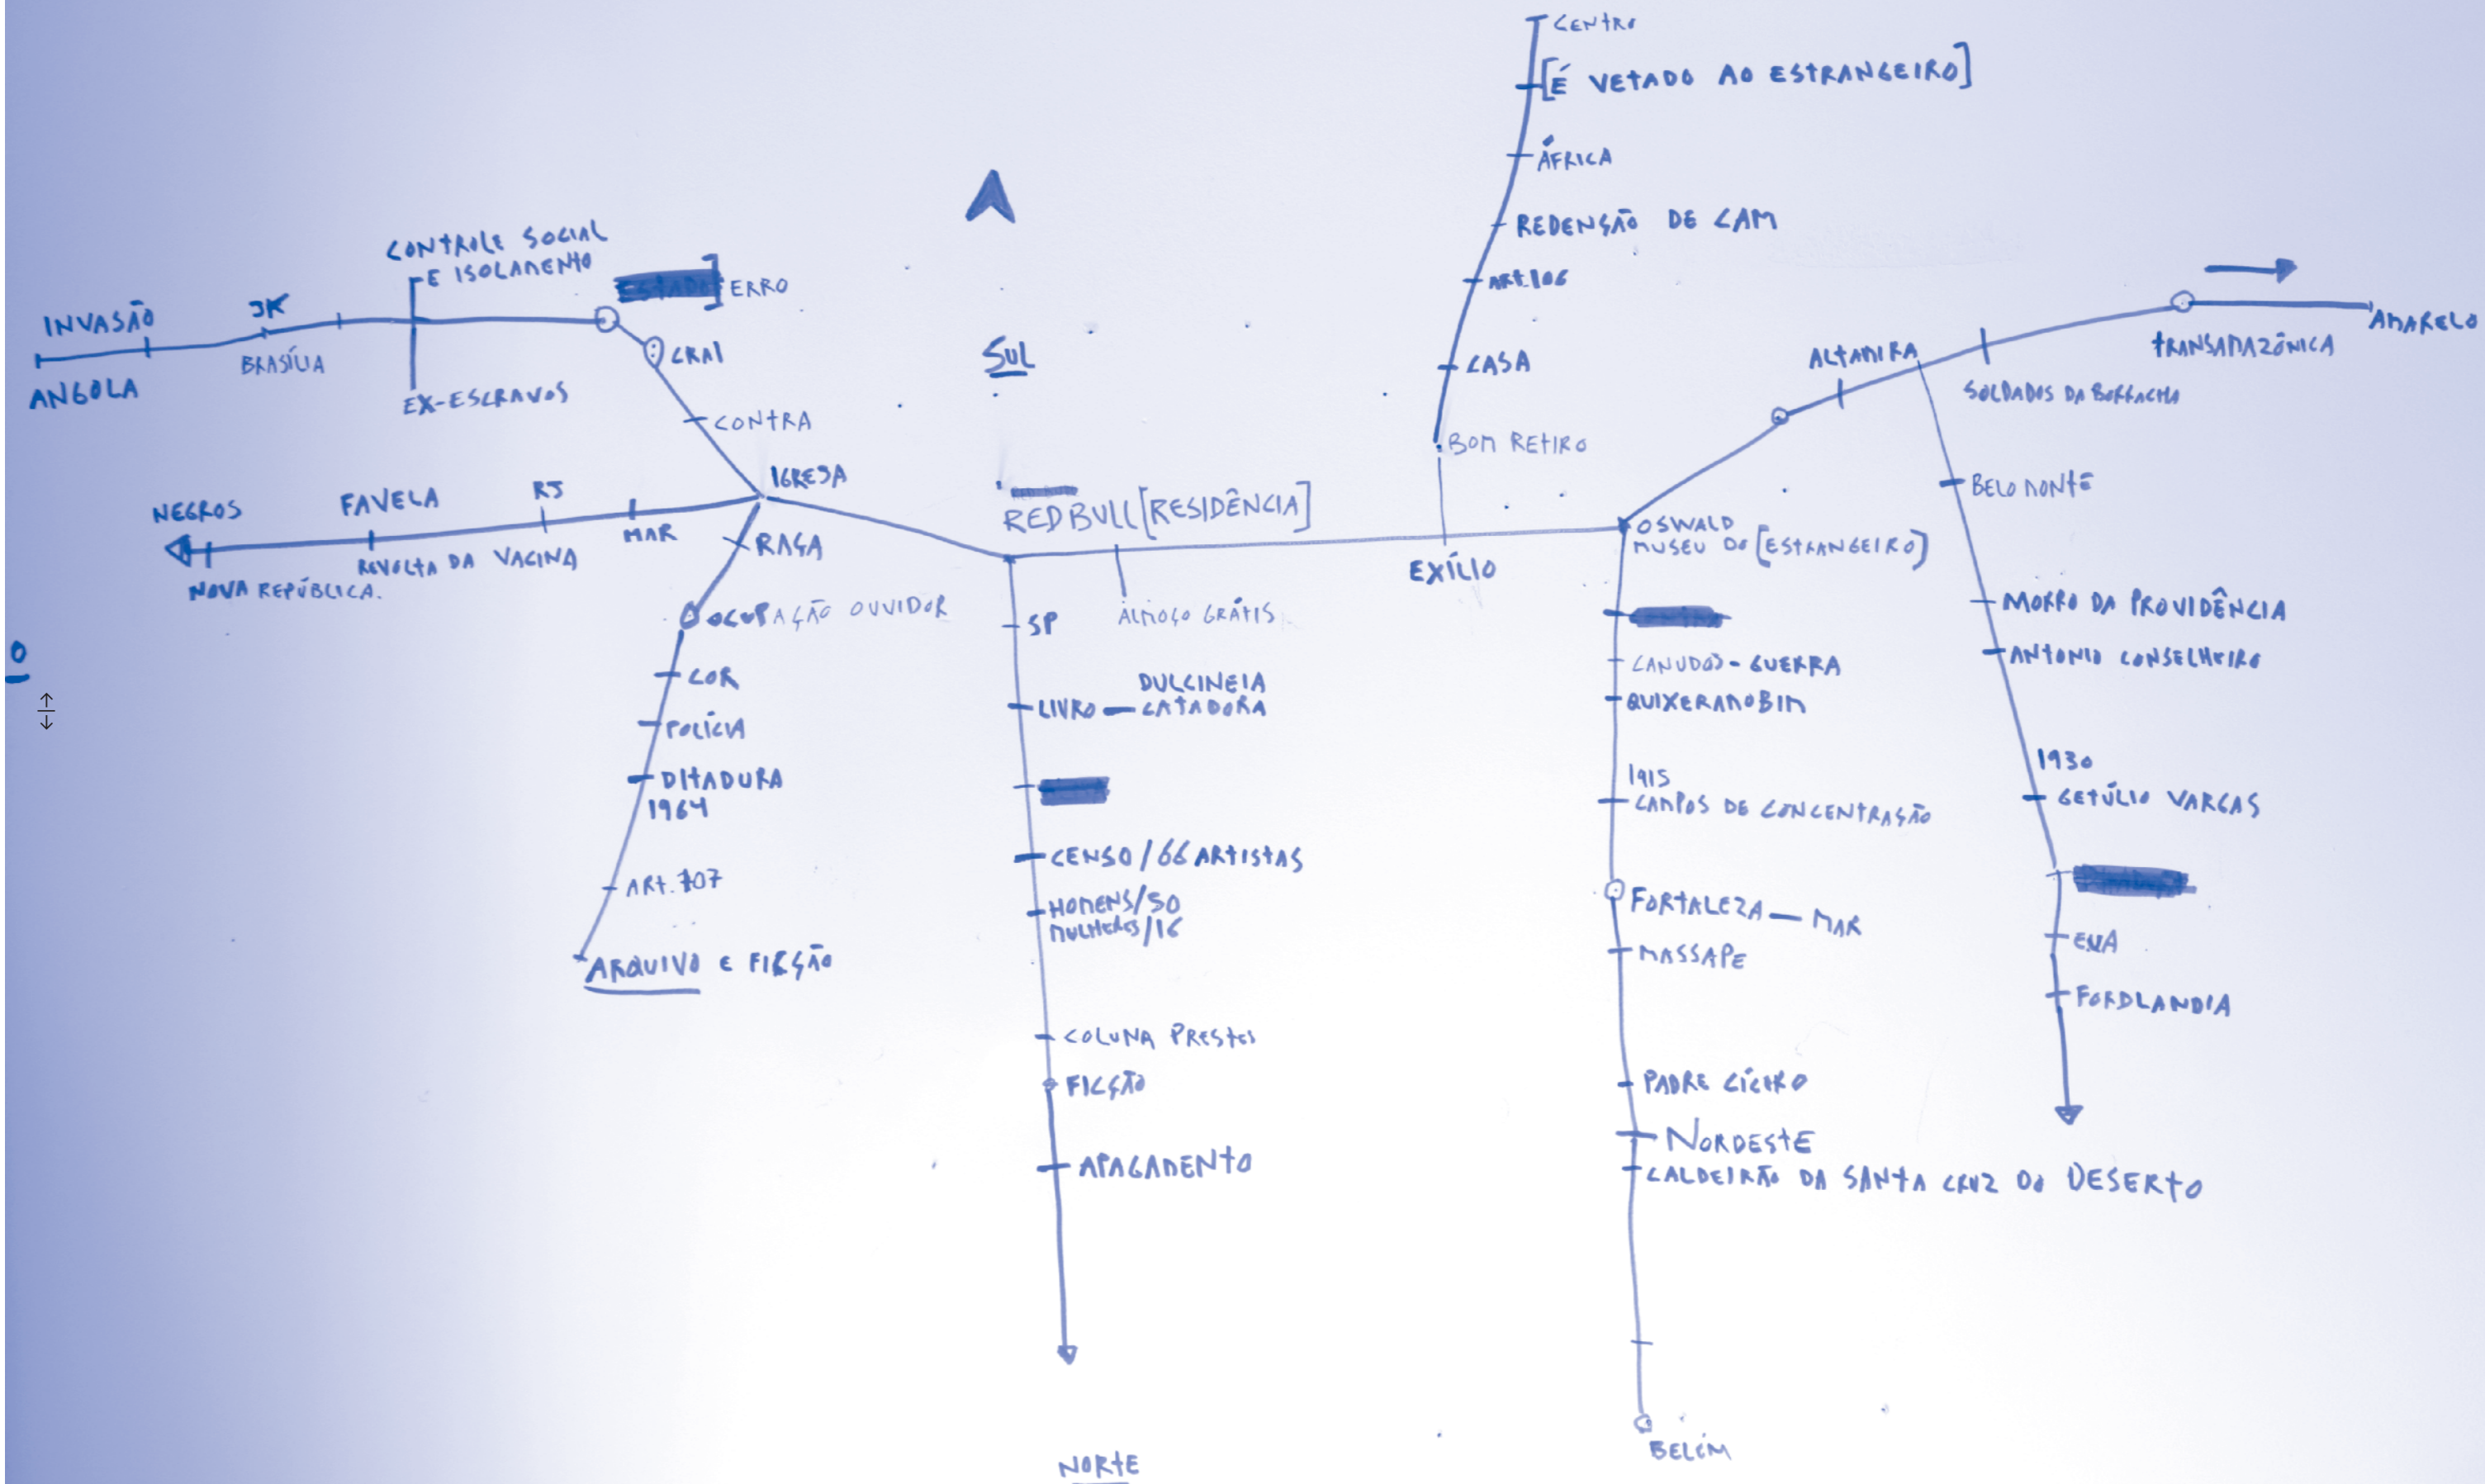 CENTRO
[É VETADO AO ESTRANGEIRO]
ÁFRICA
REDENSÃO DE CAM
ART.106
CASA
BOM RETIRO
EXÍLIO
SUL
CONTROLE SOCIAL
E ISOLAMENTO
ESTADO] ERRO
INVASÃO
JK
BRASÍLIA
ANGOLA
EX-ESCRAVOS
CRAI
CONTRA
IGREJA
NEGROS
FAVELA
RJ
MAR
REVOLTA DA VACINA
NOVA REPÚBLICA.
RAÇA
OCUPAÇÃO OUVIDOR
COR
POLÍCIA
DITADURA
1964
ART. 107
ARQUIVO E FICÇÃO
O
RED BULL [RESIDÊNCIA]
ALMOÇO GRÁTIS
SP
LIVRO — DULCINEIA
CATADORA
CENSO / 66 ARTISTAS
HOMENS/50
MULHERES/16
COLUNA PRESTES
FICÇÃO
APAGAMENTO
NORTE
OSWALD
MUSEU DO [ESTRANGEIRO]
CANUDOS - GUERRA
QUIXERAMOBIM
1915
CAMPOS DE CONCENTRAÇÃO
FORTALEZA — MAR
MASSAPE
PADRE CÍCERO
NORDESTE
CALDEIRÃO DA SANTA CRUZ DO DESERTO
BELÉM
ALTAMIRA
SOLDADOS DA BORRACHA
TRANSAMAZÔNICA
AMARELO
BELO MONTE
MORRO DA PROVIDÊNCIA
ANTONIO CONSELHEIRO
1930
GETÚLIO VARGAS
EUA
FORDLANDIA